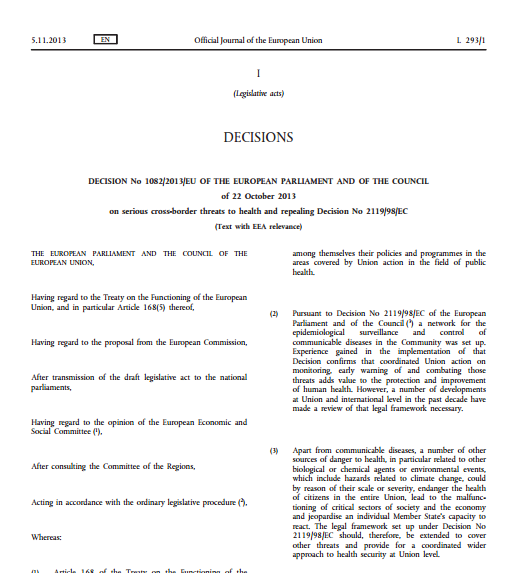 5.11.2013 EN Official Journal of the European Union L 293/1
I
(Legislative acts)
DECISIONS
DECISION No 1082/2013/EU OF THE EUROPEAN PARLIAMENT AND OF THE COUNCIL
of 22 October 2013
on serious cross-border threats to health and repealing Decision No 2119/98/EC
(Text with EEA relevance)
THE EUROPEAN PARLIAMENT AND THE COUNCIL OF THE
EUROPEAN UNION,
Having regard to the Treaty on the Functioning of the European
Union, and in particular Article 168(5) thereof,
Having regard to the proposal from the European Commission,
After transmission of the draft legislative act to the national
parliaments,
Having regard to the opinion of the European Economic and
Social Committee (¹),
After consulting the Committee of the Regions,
Acting in accordance with the ordinary legislative procedure (²),
Whereas:
(1) Article 168 of the Treaty on the Functioning of the
among themselves their policies and programmes in the
areas covered by Union action in the field of public
health.
(2) Pursuant to Decision No 2119/98/EC of the European
Parliament and of the Council (³) a network for the
epidemiological surveillance and control of
communicable diseases in the Community was set up.
Experience gained in the implementation of that
Decision confirms that coordinated Union action on
monitoring, early warning of and combating those
threats adds value to the protection and improvement
of human health. However, a number of developments
at Union and international level in the past decade have
made a review of that legal framework necessary.
(3) Apart from communicable diseases, a number of other
sources of danger to health, in particular related to other
biological or chemical agents or environmental events,
which include hazards related to climate change, could
by reason of their scale or severity, endanger the health
of citizens in the entire Union, lead to the malfunc-
tioning of critical sectors of society and the economy
and jeopardise an individual Member State's capacity to
react. The legal framework set up under Decision No
2119/98/EC should, therefore, be extended to cover
other threats and provide for a coordinated wider
approach to health security at Union level.